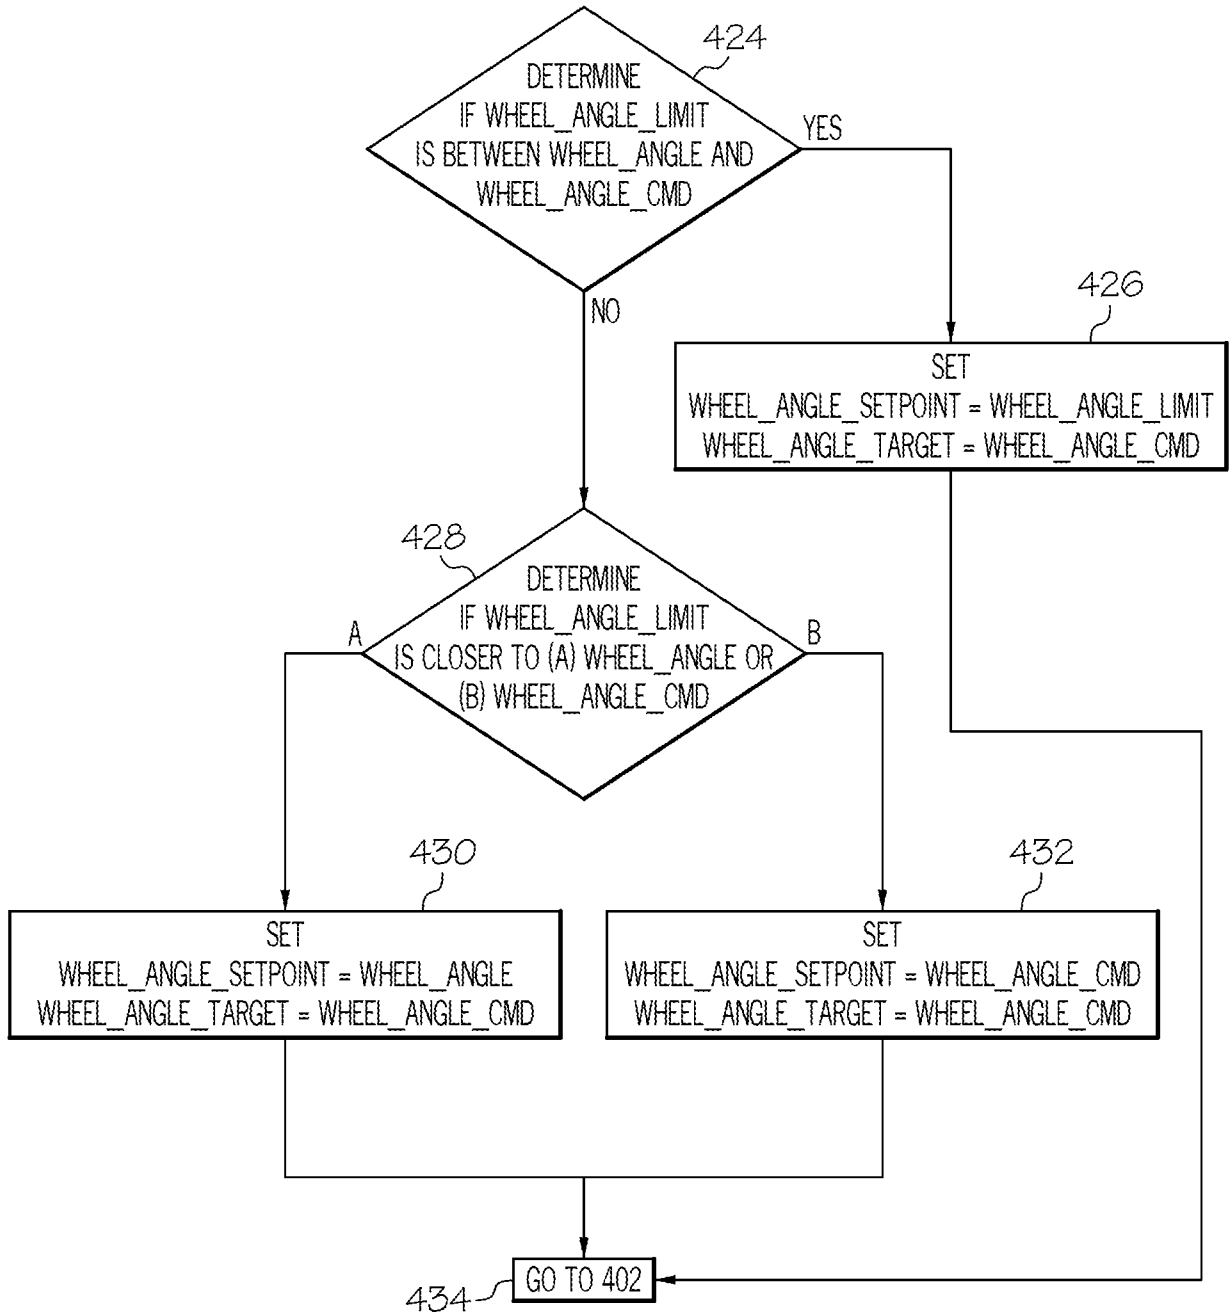 424
DETERMINE
IF WHEEL_ANGLE_LIMIT
IS BETWEEN WHEEL_ANGLE AND
WHEEL_ANGLE_CMD
YES
NO
426
SET
WHEEL_ANGLE_SETPOINT = WHEEL_ANGLE_LIMIT
WHEEL_ANGLE_TARGET = WHEEL_ANGLE_CMD
428
DETERMINE
IF WHEEL_ANGLE_LIMIT
IS CLOSER TO (A) WHEEL_ANGLE OR
(B) WHEEL_ANGLE_CMD
A
B
430
SET
WHEEL_ANGLE_SETPOINT = WHEEL_ANGLE
WHEEL_ANGLE_TARGET = WHEEL_ANGLE_CMD
432
SET
WHEEL_ANGLE_SETPOINT = WHEEL_ANGLE_CMD
WHEEL_ANGLE_TARGET = WHEEL_ANGLE_CMD
GO TO 402
434